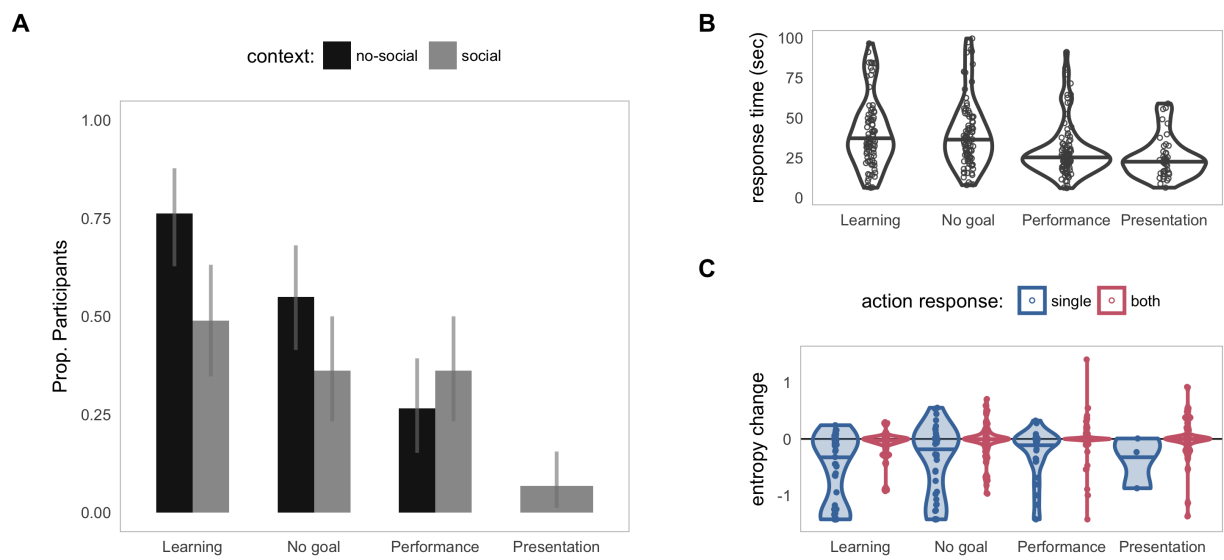 A
context: no-social social
Prop. Participants
1.00
0.75
0.50
0.25
0.00
Learning No goal Performance Presentation
B
response time (sec)
100
75
50
25
0
Learning No goal Performance Presentation
C
action response: single both
entropy change
1
0
-1
Learning No goal Performance Presentation